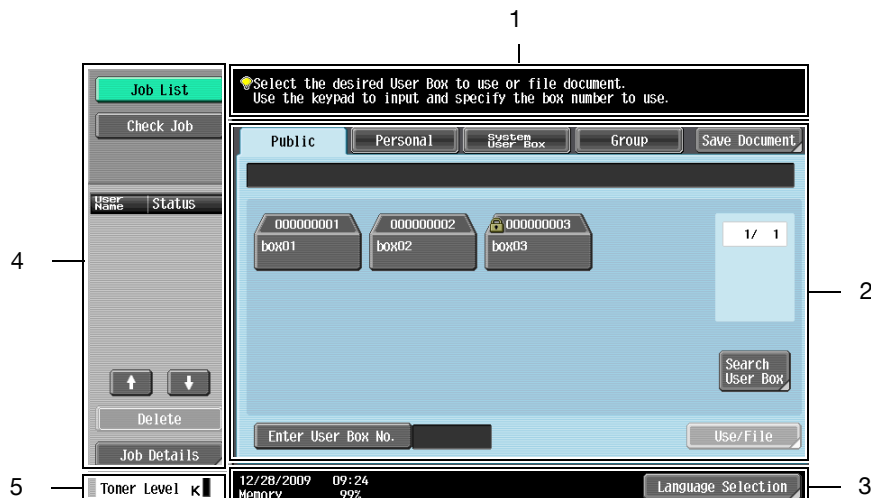 1
Job List
Check Job
User Name Status
Delete
Job Details
4
5
Toner Level K
Select the desired User Box to use or file document.
Use the keypad to input and specify the box number to use.
Public Personal System User Box Group Save Document
000000001 000000002 000000003
box01 box02 box03
1/ 1
2
Search
User Box
Enter User Box No. Use/File
12/28/2009 09:24
Memory 99%
Language Selection
3